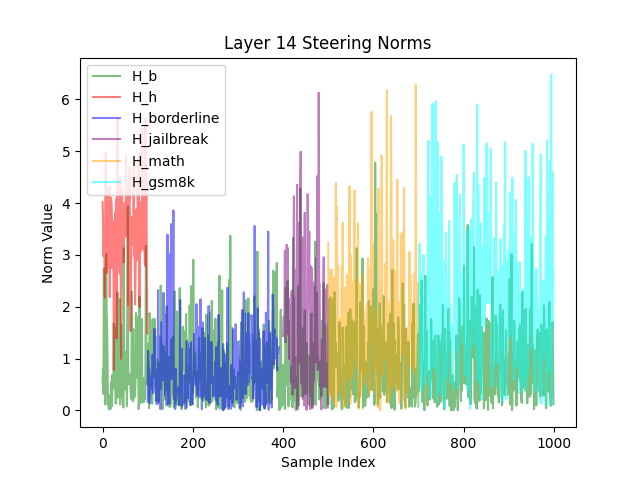 Layer 14 Steering Norms
H_b
H_h
H_borderline
H_jailbreak
H_math
H_gsm8k
Norm Value
6
5
4
3
2
1
0
0
200
400
600
800
1000
Sample Index